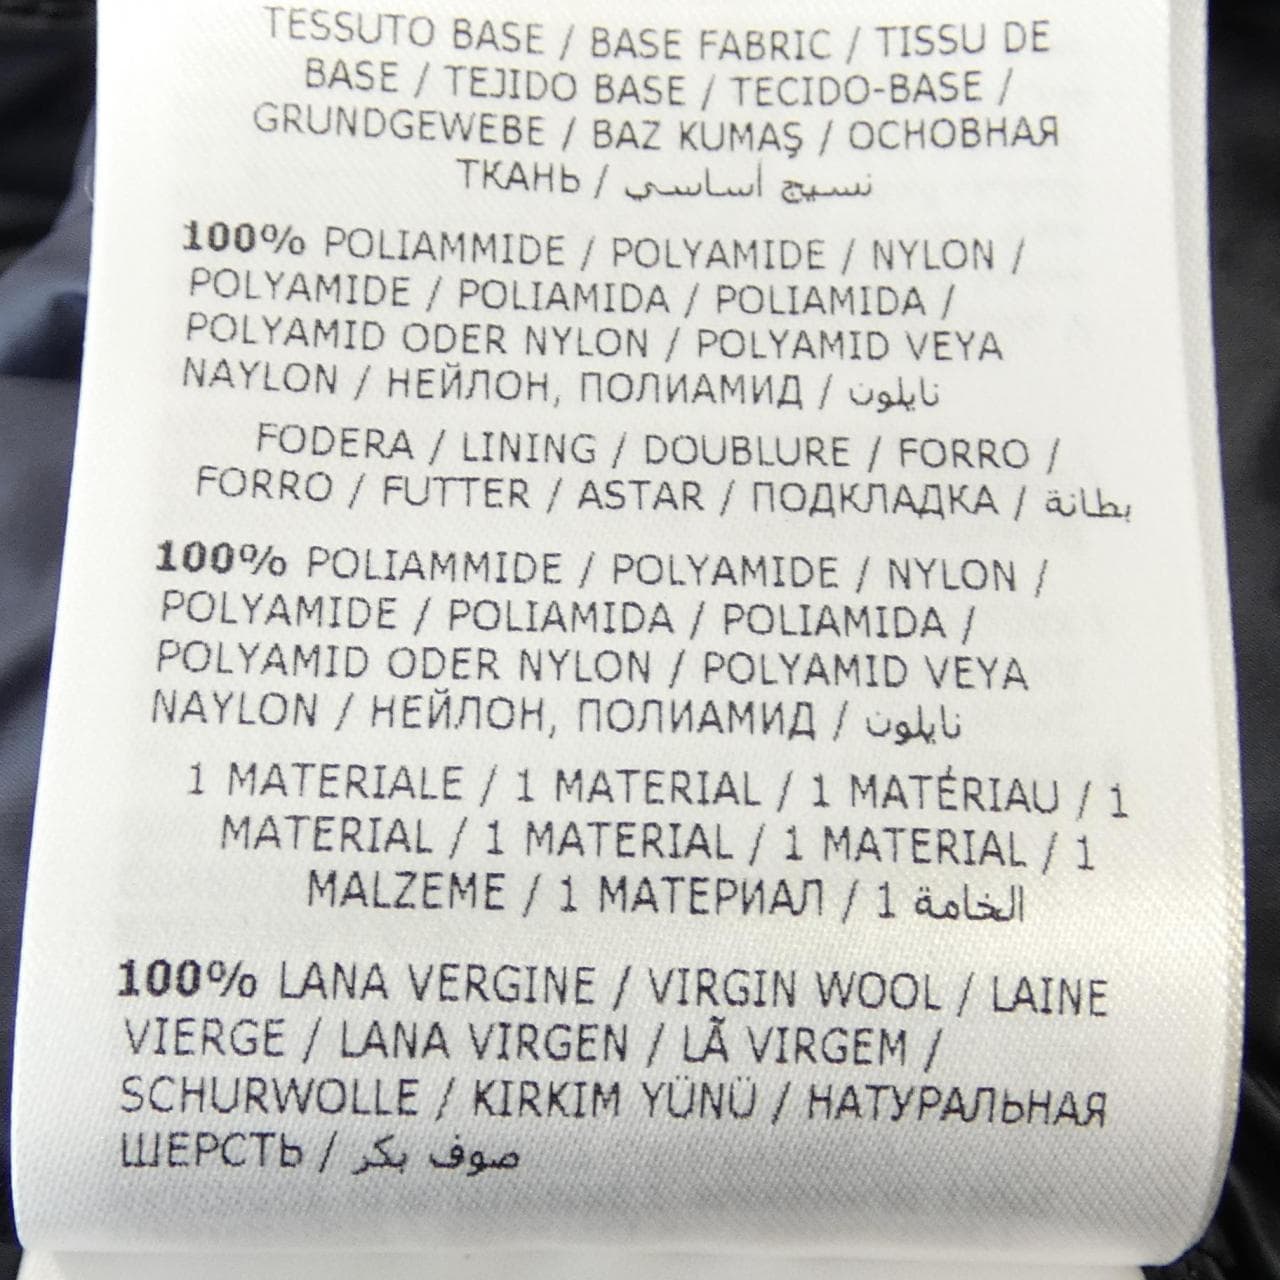 TESSUTO BASE / BASE FABRIC / TISSU DE
BASE / TEJIDO BASE / TECIDO-BASE /
GRUNDGEWEBE / BAZ KUMAŞ / ОСНОВНАЯ
ТКАНЬ / نسيج أساسي
100% POLIAMMIDE / POLYAMIDE / NYLON /
POLYAMIDE / POLIAMIDA / POLIAMIDA /
POLYAMID ODER NYLON / POLYAMID VEYA
NAYLON / НЕЙЛОН, ПОЛИАМИД / نايلون
FODERA / LINING / DOUBLURE / FORRO /
FORRO / FUTTER / ASTAR / ПОДКЛАДКА / بطانة
100% POLIAMMIDE / POLYAMIDE / NYLON /
POLYAMIDE / POLIAMIDA / POLIAMIDA /
POLYAMID ODER NYLON / POLYAMID VEYA
NAYLON / НЕЙЛОН, ПОЛИАМИД / نايلون
1 MATERIALE / 1 MATERIAL / 1 MATÉRIAU / 1
MATERIAL / 1 MATERIAL / 1 MATERIAL / 1
MALZEME / 1 МАТЕРИАЛ / 1 الخامة
100% LANA VERGINE / VIRGIN WOOL / LAINE
VIERGE / LANA VIRGEN / LÃ VIRGEM /
SCHURWOLLE / KIRKIM YÜNÜ / НАТУРАЛЬНАЯ
ШЕРСТЬ / صوف بكر